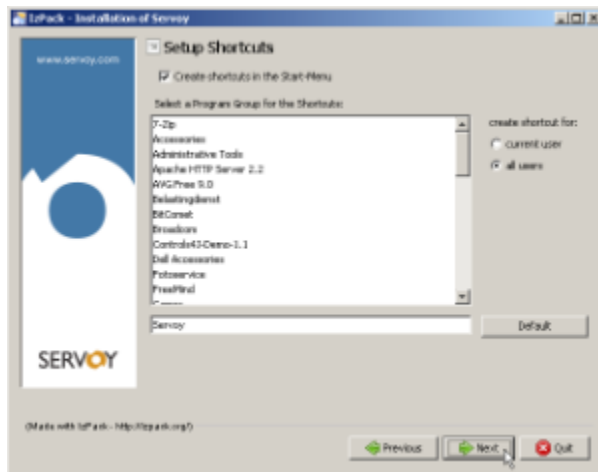 IzPack - Installation of Servoy
www.servoy.com
Setup Shortcuts
Create shortcuts in the Start-Menu
Select a Program Group for the Shortcuts:
7-Zip
Accessories
Administrative Tools
Apache HTTP Server 2.2
AVG Free 9.0
Belastingdienst
BitComet
Broadcom
Controls43-Demo-1.1
Dell Accessories
Fotoservice
FreeMind
create shortcut for:
current user
all users
Servoy
Default
SERVOY
(Made with IzPack - http://izpack.org/)
Previous
Next
Quit